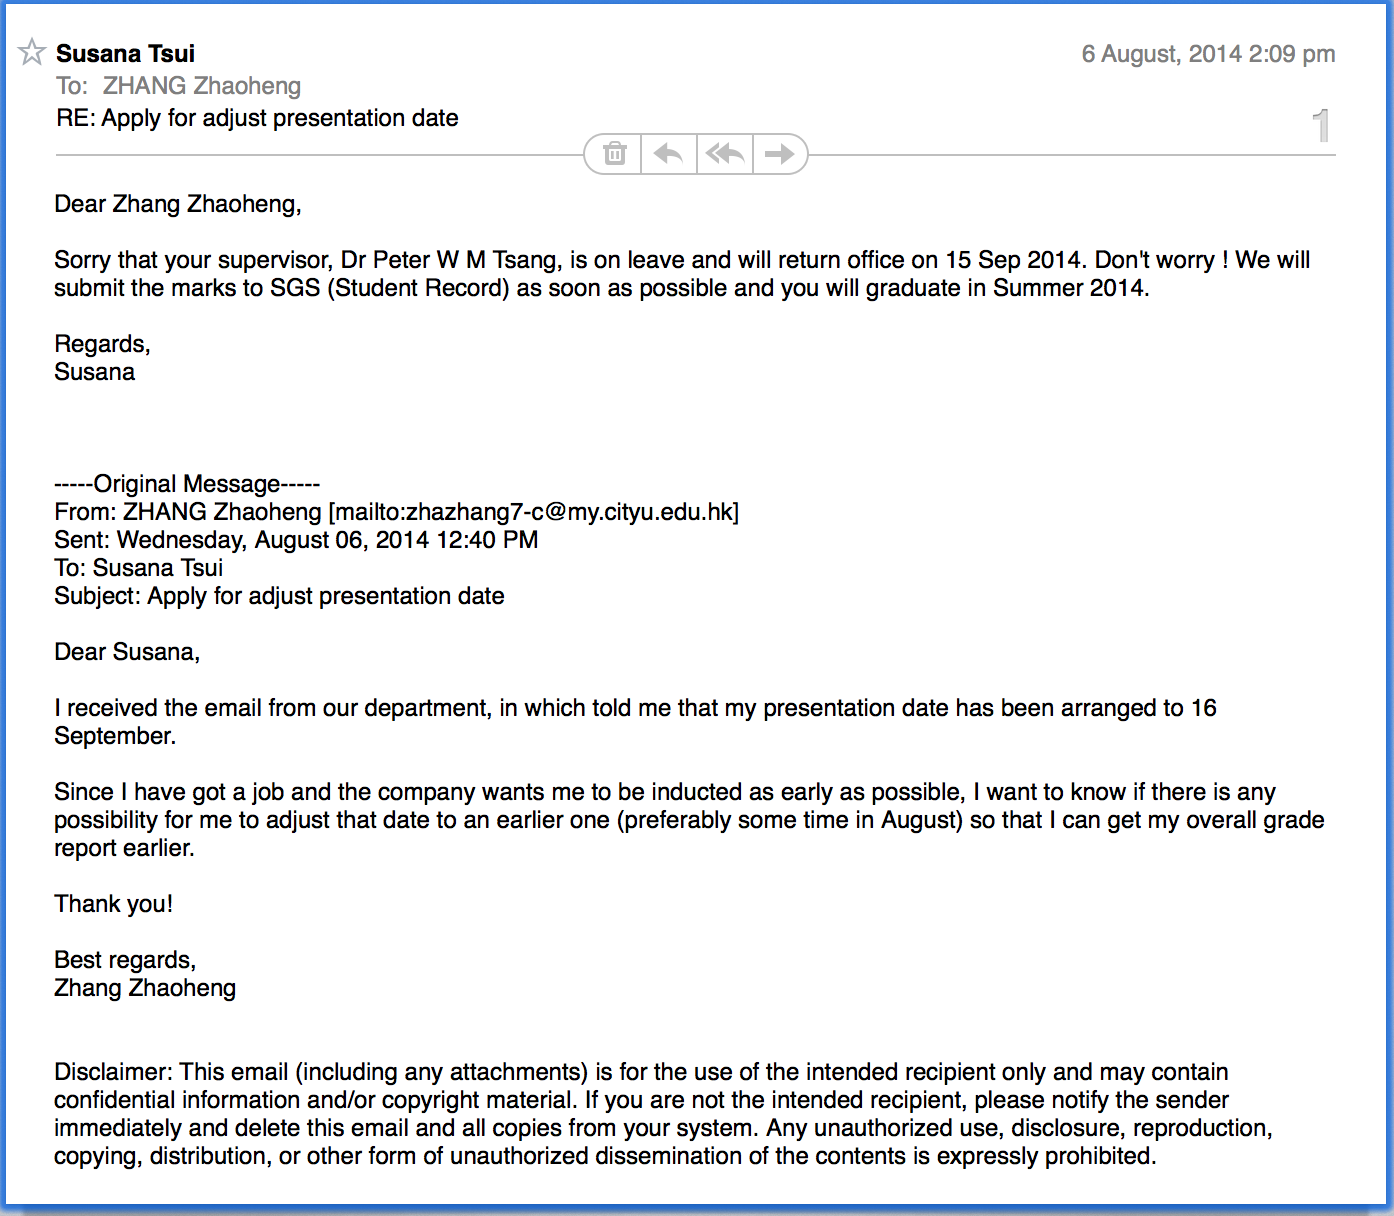 Susana Tsui
6 August, 2014 2:09 pm
To: ZHANG Zhaoheng
RE: Apply for adjust presentation date
1
Dear Zhang Zhaoheng,
Sorry that your supervisor, Dr Peter W M Tsang, is on leave and will return office on 15 Sep 2014. Don't worry ! We will
submit the marks to SGS (Student Record) as soon as possible and you will graduate in Summer 2014.
Regards,
Susana
-----Original Message-----
From: ZHANG Zhaoheng [mailto:zhazhang7-c@my.cityu.edu.hk]
Sent: Wednesday, August 06, 2014 12:40 PM
To: Susana Tsui
Subject: Apply for adjust presentation date
Dear Susana,
I received the email from our department, in which told me that my presentation date has been arranged to 16
September.
Since I have got a job and the company wants me to be inducted as early as possible, I want to know if there is any
possibility for me to adjust that date to an earlier one (preferably some time in August) so that I can get my overall grade
report earlier.
Thank you!
Best regards,
Zhang Zhaoheng
Disclaimer: This email (including any attachments) is for the use of the intended recipient only and may contain
confidential information and/or copyright material. If you are not the intended recipient, please notify the sender
immediately and delete this email and all copies from your system. Any unauthorized use, disclosure, reproduction,
copying, distribution, or other form of unauthorized dissemination of the contents is expressly prohibited.